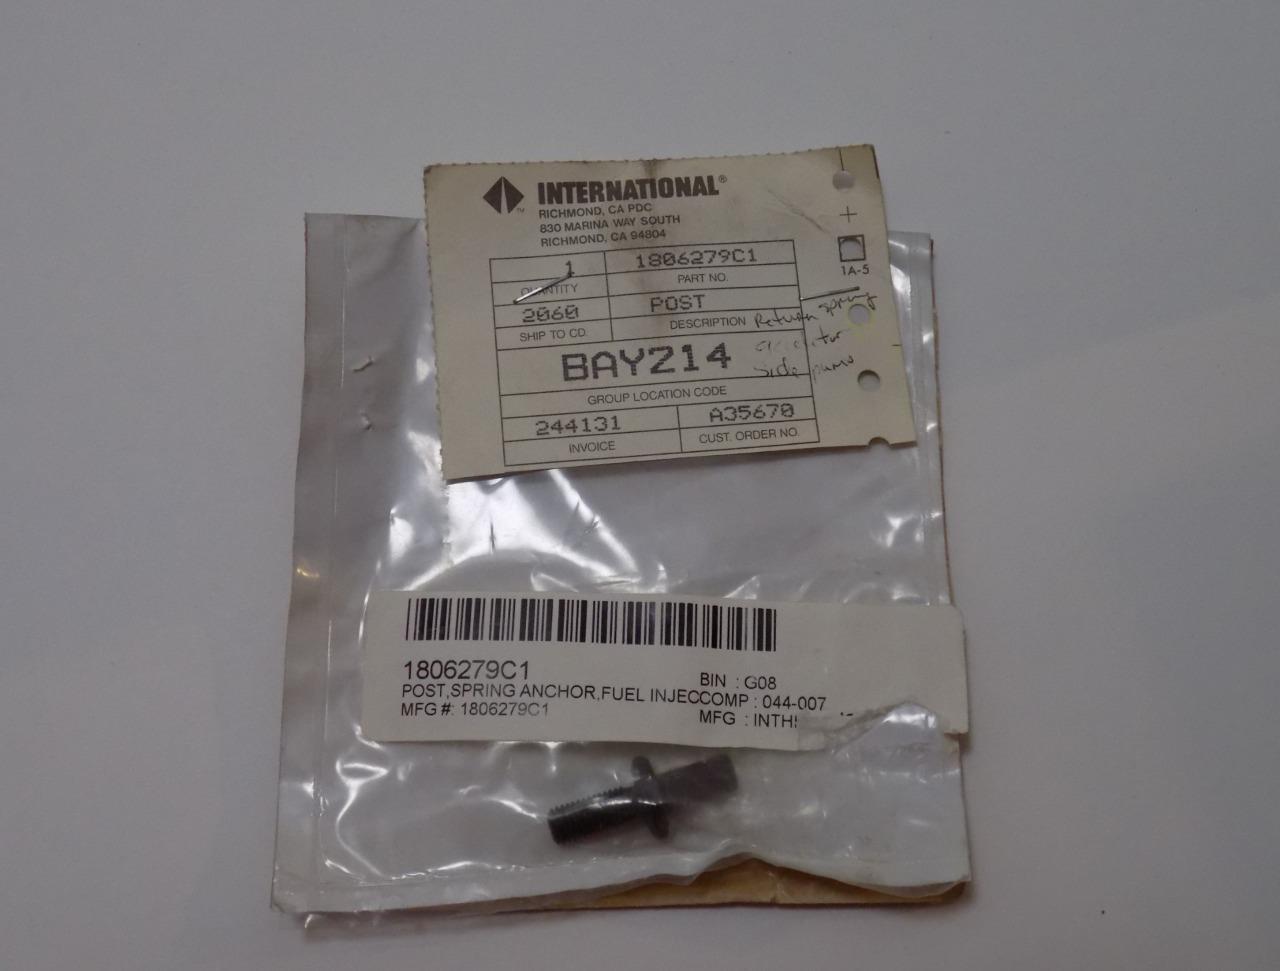 INTERNATIONAL®
RICHMOND, CA PDC
830 MARINA WAY SOUTH
RICHMOND, CA 94804
1 1806279C1
QUANTITY PART NO.
2060 POST
SHIP TO CD. DESCRIPTION
Return spring
side
BAYZ14
GROUP LOCATION CODE
244131 A35670
INVOICE CUST. ORDER NO.
+
1A-5
TM
1806279C1 BIN : G08
POST,SPRING ANCHOR,FUEL INJECCOMP : 044-007
MFG #: 1806279C1 MFG :